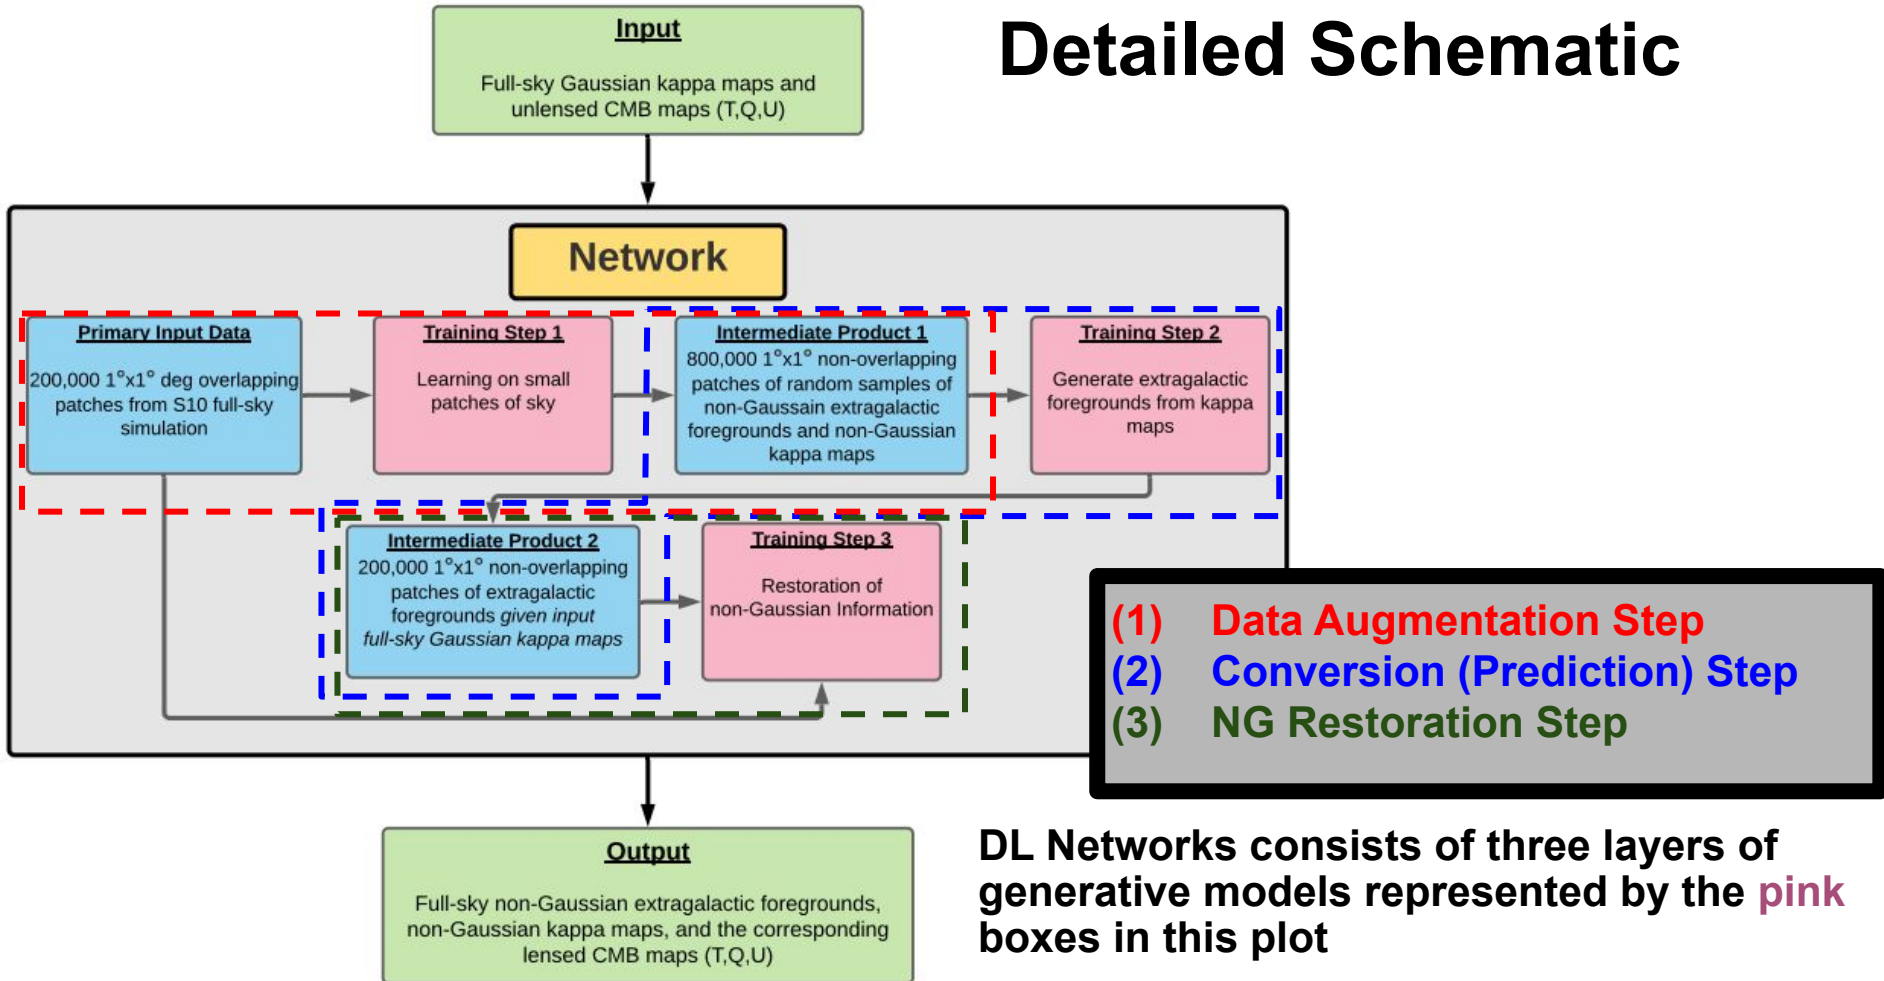 Detailed Schematic
Input
Full-sky Gaussian kappa maps and
unlensed CMB maps (T,Q,U)
Network
Primary Input Data
200,000 1°x1° deg overlapping
patches from S10 full-sky
simulation
Training Step 1
Learning on small
patches of sky
Intermediate Product 1
800,000 1°x1° non-overlapping
patches of random samples of
non-Gaussain extragalactic
foregrounds and non-Gaussian
kappa maps
Training Step 2
Generate extragalactic
foregrounds from kappa
maps
Intermediate Product 2
200,000 1°x1° non-overlapping
patches of extragalactic
foregrounds given input
full-sky Gaussian kappa maps
Training Step 3
Restoration of
non-Gaussian Information
(1) Data Augmentation Step
(2) Conversion (Prediction) Step
(3) NG Restoration Step
Output
Full-sky non-Gaussian extragalactic foregrounds,
non-Gaussian kappa maps, and the corresponding
lensed CMB maps (T,Q,U)
DL Networks consists of three layers of
generative models represented by the pink
boxes in this plot